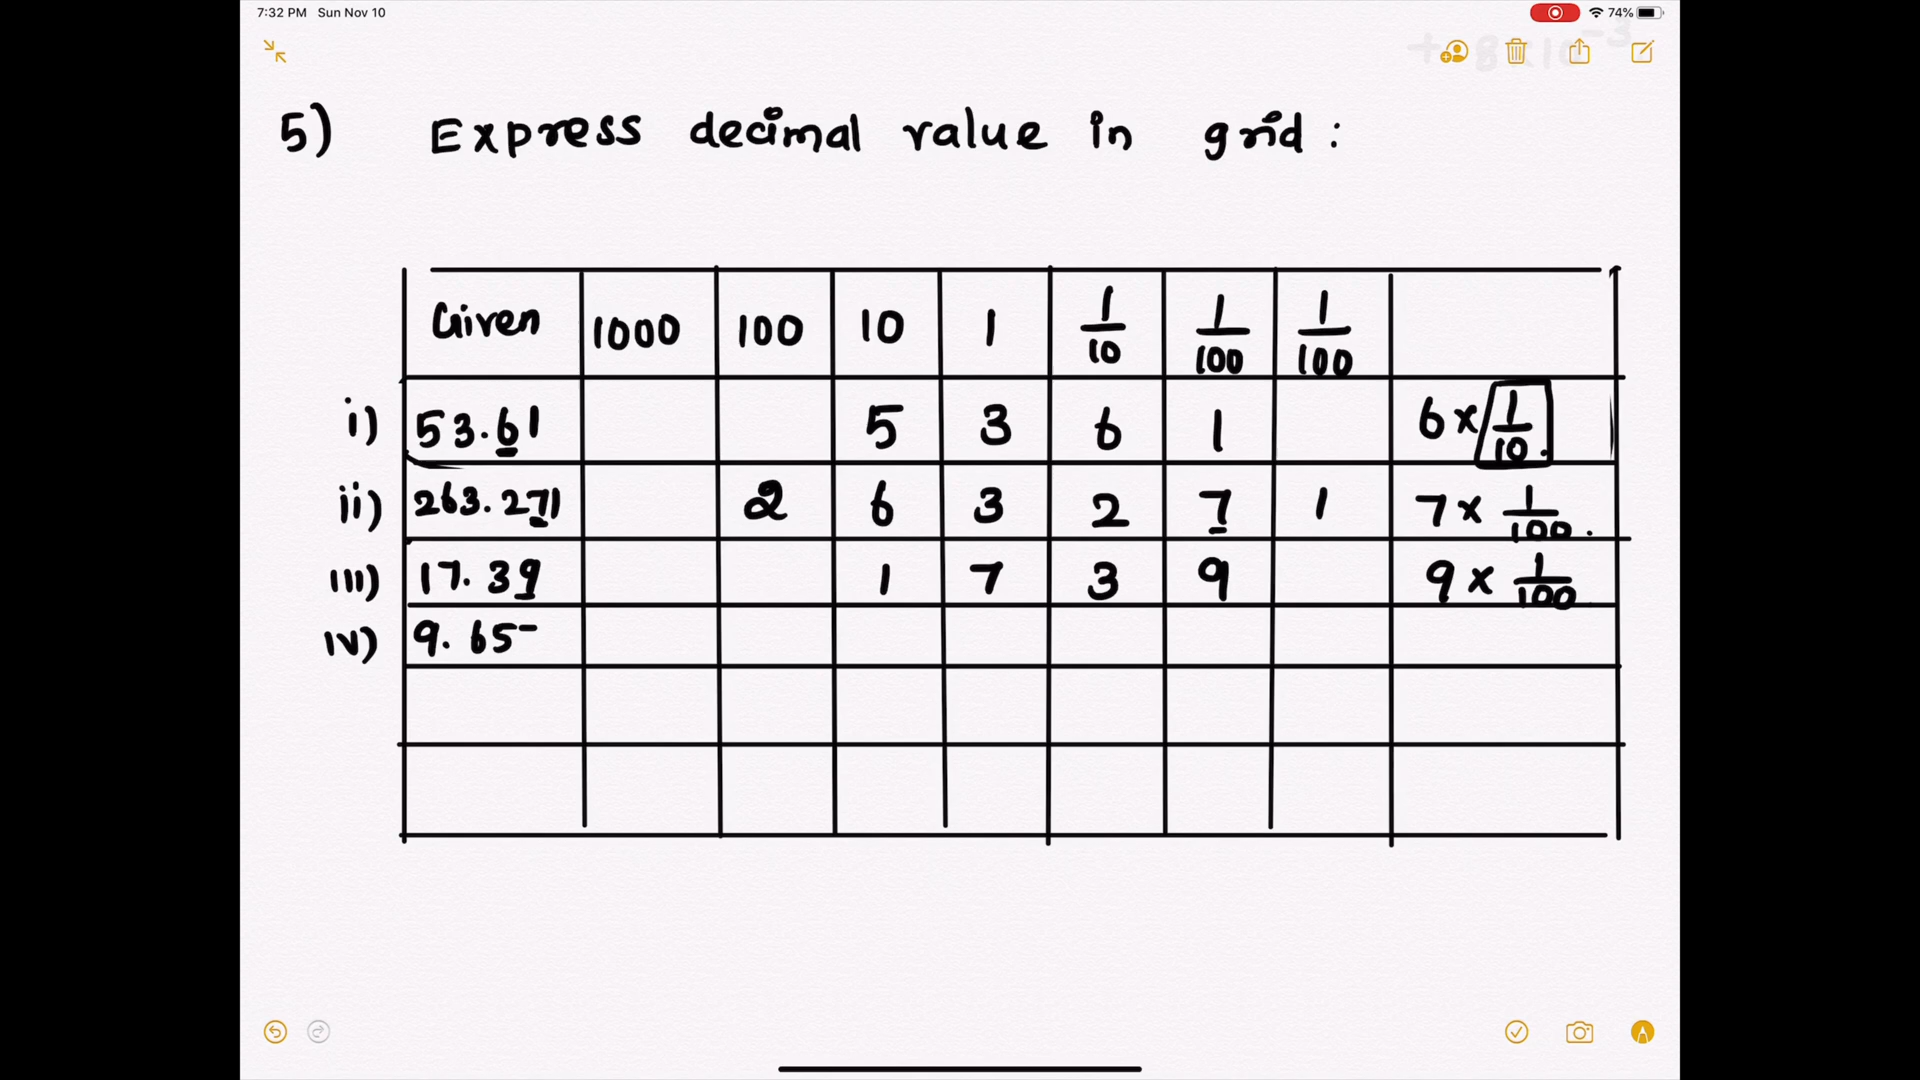 7:32 PM Sun Nov 10 74%
5) Express decimal value in grid :
Given 1000 100 10 1 1/10 1/100 1/100
i) 53.61 5 3 6 1 6 × 1/10.
ii) 263.271 2 6 3 2 7 1 7 × 1/100.
iii) 17.39 1 7 3 9 9 × 1/100.
iv) 9.65